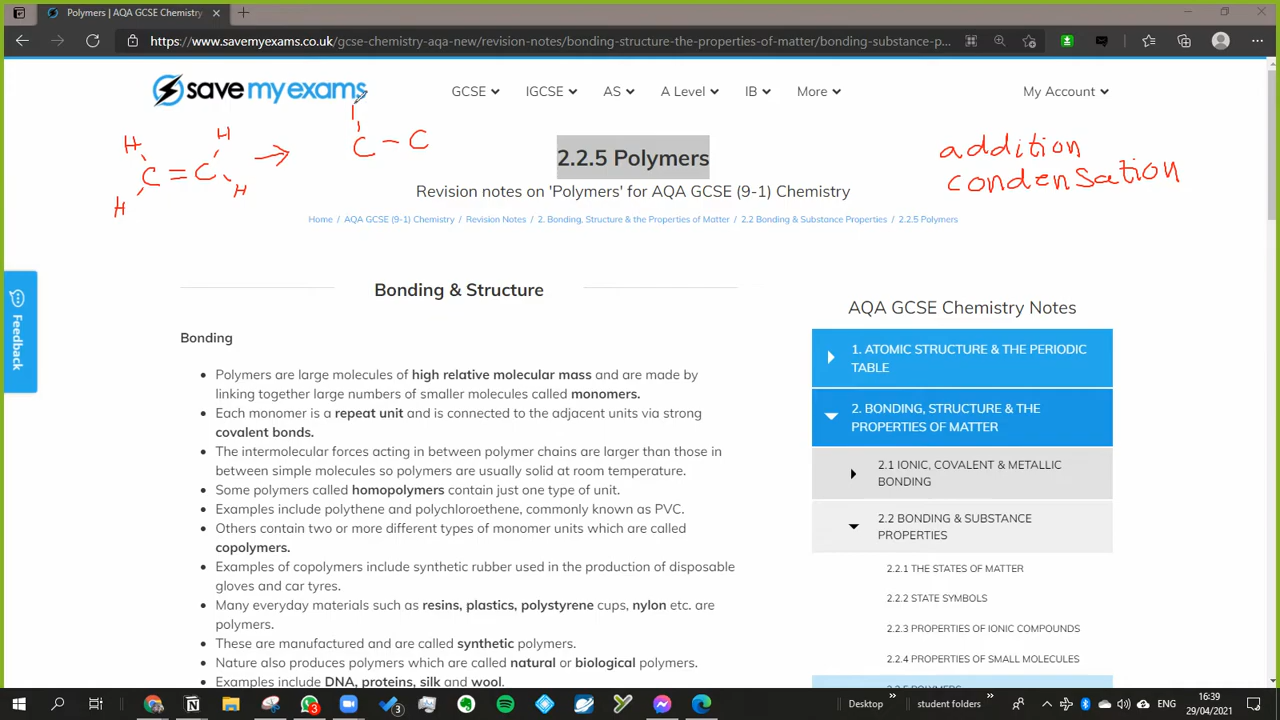 Polymers | AQA GCSE Chemistry
https://www.savemyexams.co.uk/gcse-chemistry-aqa-new/revision-notes/bonding-structure-the-properties-of-matter/bonding-substance-p...
save my exams
GCSE
IGCSE
AS
A Level
IB
More
My Account
H H
C = C → C - C
H H
2.2.5 Polymers
addition
condensation
Revision notes on 'Polymers' for AQA GCSE (9-1) Chemistry
Home / AQA GCSE (9-1) Chemistry / Revision Notes / 2. Bonding, Structure & the Properties of Matter / 2.2 Bonding & Substance Properties / 2.2.5 Polymers
Feedback
Bonding & Structure
Bonding
Polymers are large molecules of high relative molecular mass and are made by
linking together large numbers of smaller molecules called monomers.
Each monomer is a repeat unit and is connected to the adjacent units via strong
covalent bonds.
The intermolecular forces acting in between polymer chains are larger than those in
between simple molecules so polymers are usually solid at room temperature.
Some polymers called homopolymers contain just one type of unit.
Examples include polythene and polychloroethene, commonly known as PVC.
Others contain two or more different types of monomer units which are called
copolymers.
Examples of copolymers include synthetic rubber used in the production of disposable
gloves and car tyres.
Many everyday materials such as resins, plastics, polystyrene cups, nylon etc. are
polymers.
These are manufactured and are called synthetic polymers.
Nature also produces polymers which are called natural or biological polymers.
Examples include DNA, proteins, silk and wool.
AQA GCSE Chemistry Notes
1. ATOMIC STRUCTURE & THE PERIODIC
TABLE
2. BONDING, STRUCTURE & THE
PROPERTIES OF MATTER
2.1 IONIC, COVALENT & METALLIC
BONDING
2.2 BONDING & SUBSTANCE
PROPERTIES
2.2.1 THE STATES OF MATTER
2.2.2 STATE SYMBOLS
2.2.3 PROPERTIES OF IONIC COMPOUNDS
2.2.4 PROPERTIES OF SMALL MOLECULES
2.2.5 POLYMERS
3
3
Desktop
student folders
ENG
16:39
29/04/2021